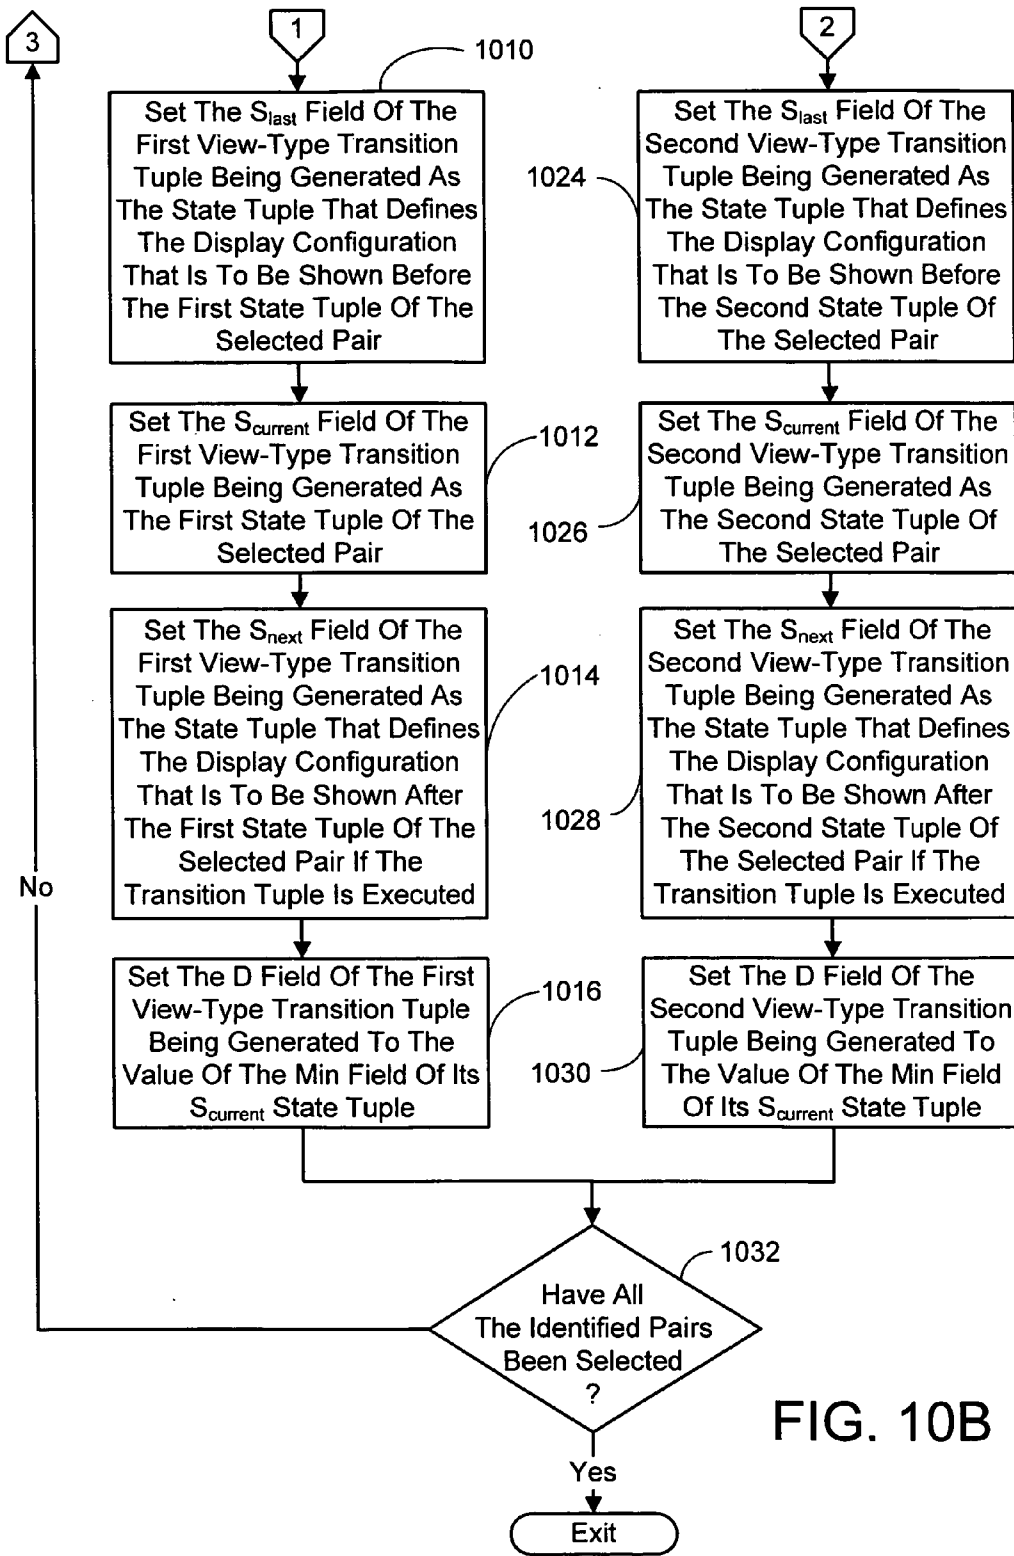 3
1
1010
Set The Slast Field Of The
First View-Type Transition
Tuple Being Generated As
The State Tuple That Defines
The Display Configuration
That Is To Be Shown Before
The First State Tuple Of The
Selected Pair
Set The Scurrent Field Of The
First View-Type Transition
Tuple Being Generated As
The First State Tuple Of The
Selected Pair
1012
Set The Snext Field Of The
First View-Type Transition
Tuple Being Generated As
The State Tuple That Defines
The Display Configuration
That Is To Be Shown After
The First State Tuple Of The
Selected Pair If The
Transition Tuple Is Executed
1014
Set The D Field Of The First
View-Type Transition Tuple
Being Generated To The
Value Of The Min Field Of Its
Scurrent State Tuple
1016
2
Set The Slast Field Of The
Second View-Type Transition
Tuple Being Generated As
The State Tuple That Defines
The Display Configuration
That Is To Be Shown Before
The Second State Tuple Of
The Selected Pair
1024
Set The Scurrent Field Of The
Second View-Type Transition
Tuple Being Generated As
The Second State Tuple Of
The Selected Pair
1026
Set The Snext Field Of The
Second View-Type Transition
Tuple Being Generated As
The State Tuple That Defines
The Display Configuration
That Is To Be Shown After
The Second State Tuple Of
The Selected Pair If The
Transition Tuple Is Executed
1028
Set The D Field Of The
Second View-Type Transition
Tuple Being Generated To
The Value Of The Min Field
Of Its Scurrent State Tuple
1030
No
1032
Have All
The Identified Pairs
Been Selected
?
Yes
Exit
FIG. 10B